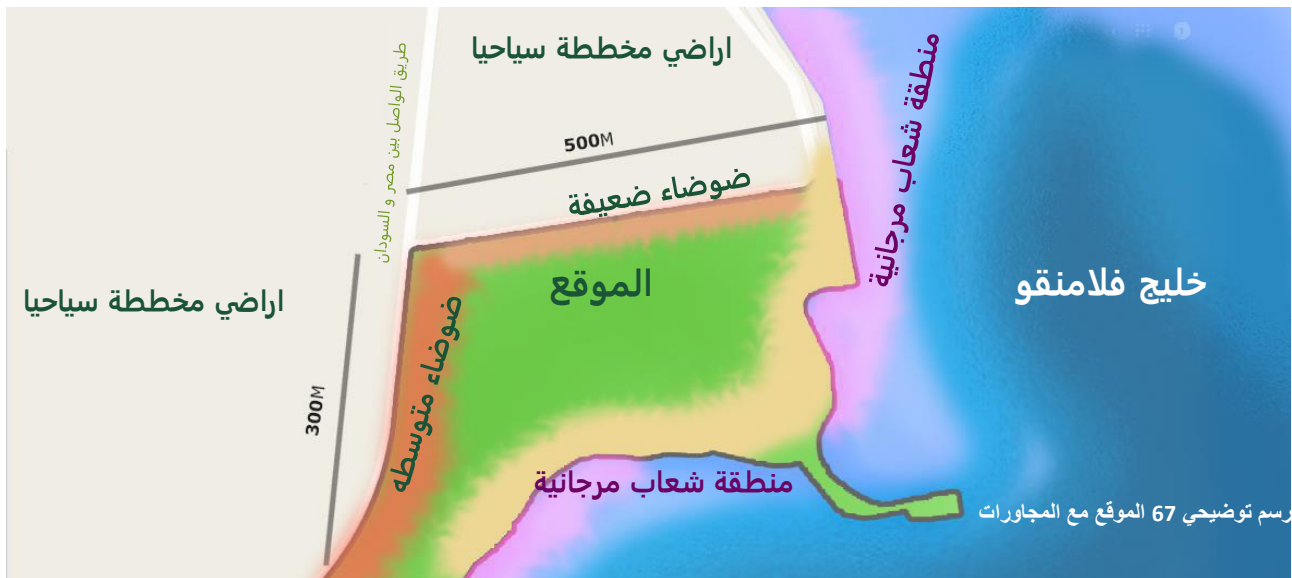 اراضي مخططة سياحيا
منطقة شعاب مرجانية
طريق الواصل بين مصر و السودان
500M
ضوضاء ضعيفة
الموقع
خليج فلامنقو
اراضي مخططة سياحيا
ضوضاء متوسطه
300M
منطقة شعاب مرجانية
رسم توضيحي 67 الموقع مع المجاورات